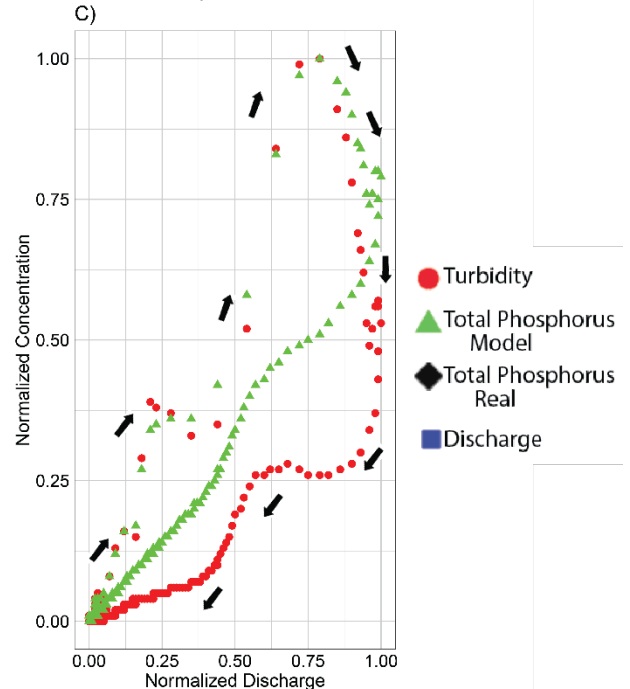 C)
1.00
0.75
0.50
0.25
0.00
Normalized Concentration
0.00 0.25 0.50 0.75 1.00
Normalized Discharge
Turbidity
Total Phosphorus
Model
Total Phosphorus
Real
Discharge